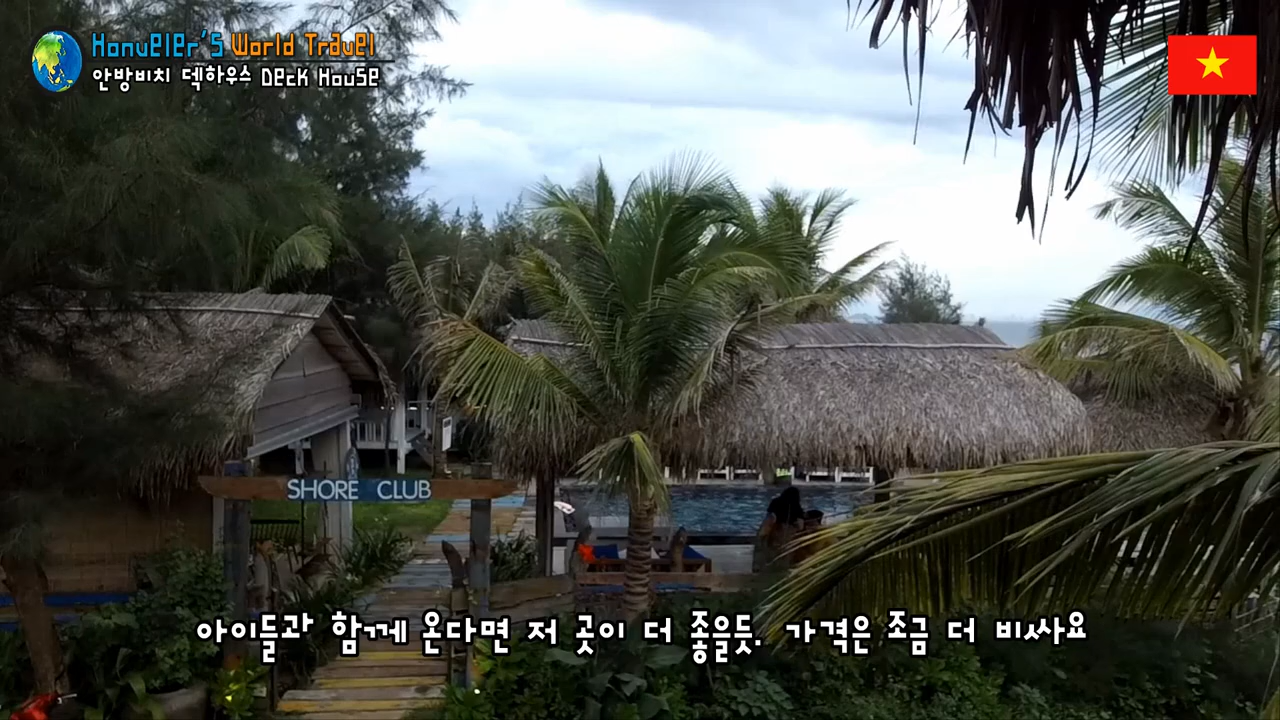 Hanveler's World Travel
안방비치 덱하우스 Deck House
SHORE CLUB
아이들과 함께 온다면 저 곳이 더 좋을듯. 가격은 조금 더 비싸요